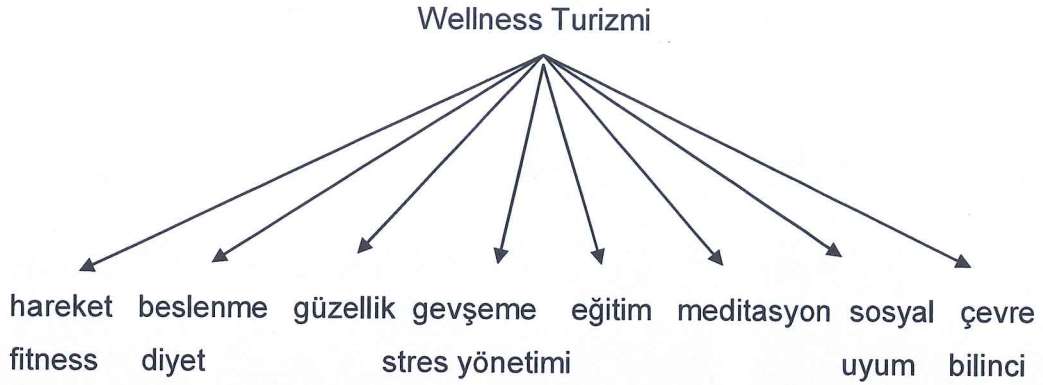 Wellness Turizmi
hareket beslenme güzellik gevşeme eğitim meditasyon sosyal çevre
fitness diyet stres yönetimi uyum bilinci